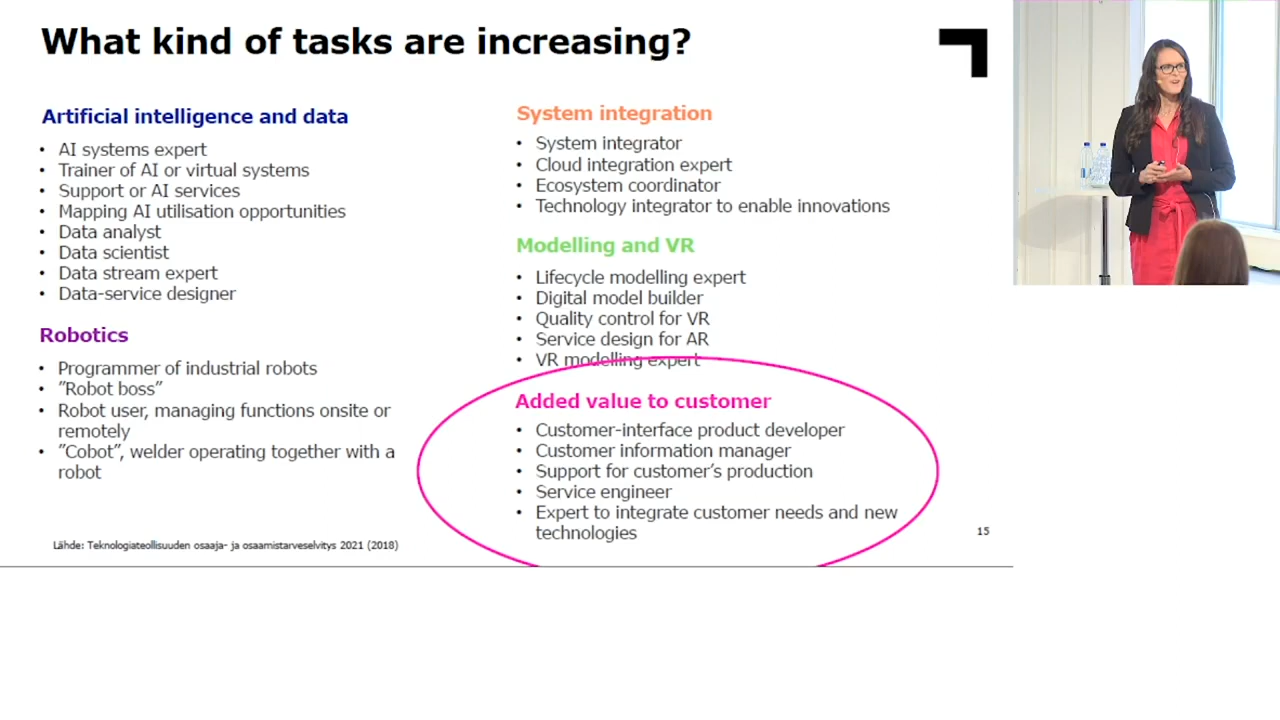 What kind of tasks are increasing?
Artificial intelligence and data
• AI systems expert
• Trainer of AI or virtual systems
• Support or AI services
• Mapping AI utilisation opportunities
• Data analyst
• Data scientist
• Data stream expert
• Data-service designer
Robotics
• Programmer of industrial robots
• ”Robot boss”
• Robot user, managing functions onsite or
remotely
• ”Cobot”, welder operating together with a
robot
System integration
• System integrator
• Cloud integration expert
• Ecosystem coordinator
• Technology integrator to enable innovations
Modelling and VR
• Lifecycle modelling expert
• Digital model builder
• Quality control for VR
• Service design for AR
• VR modelling expert
Added value to customer
• Customer-interface product developer
• Customer information manager
• Support for customer’s production
• Service engineer
• Expert to integrate customer needs and new
technologies
Lähde: Teknologiateollisuuden osaaja- ja osaamistarveselvitys 2021 (2018)
15